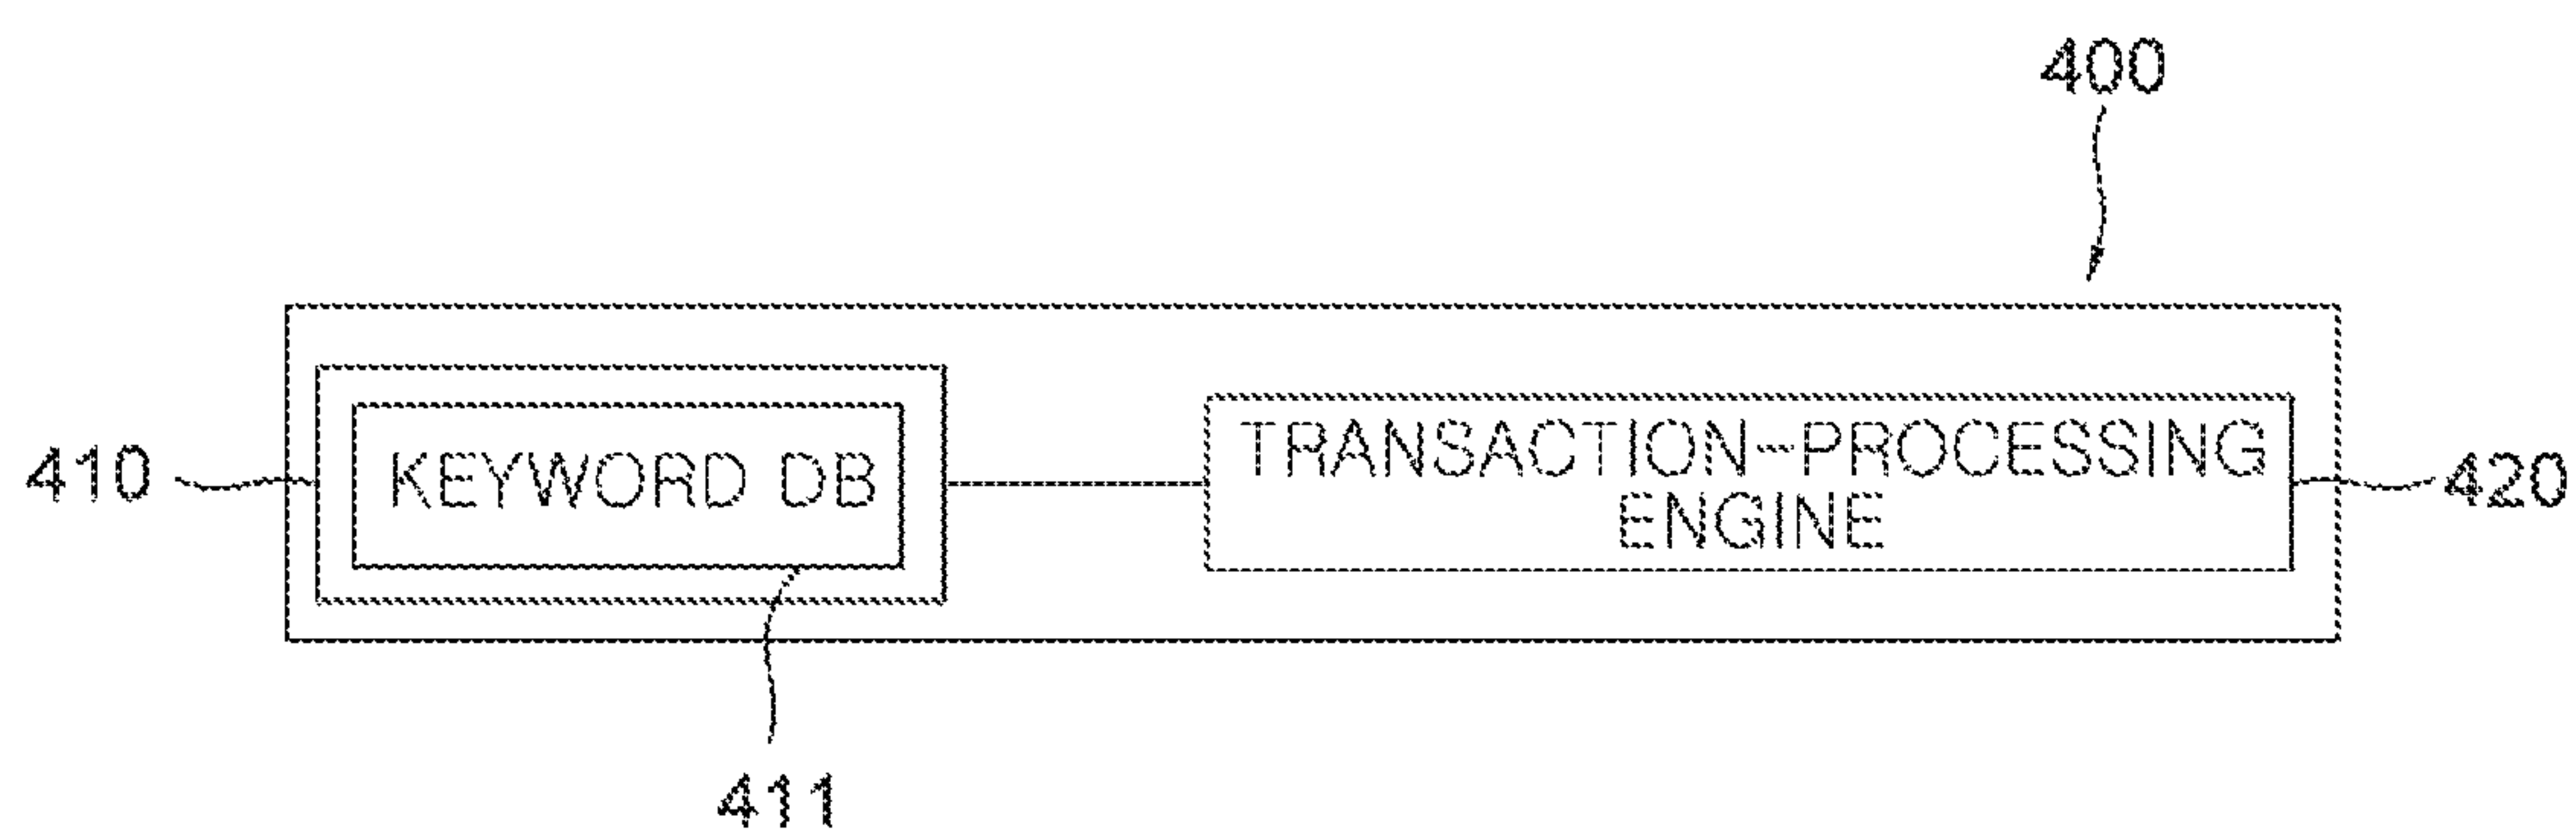 400
410
KEYWORD DB
TRANSACTION-PROCESSING
ENGINE
420
411